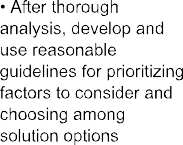 • After thorough
analysis, develop and
use reasonable
guidelines for prioritizing
factors to consider and
choosing among
solution options